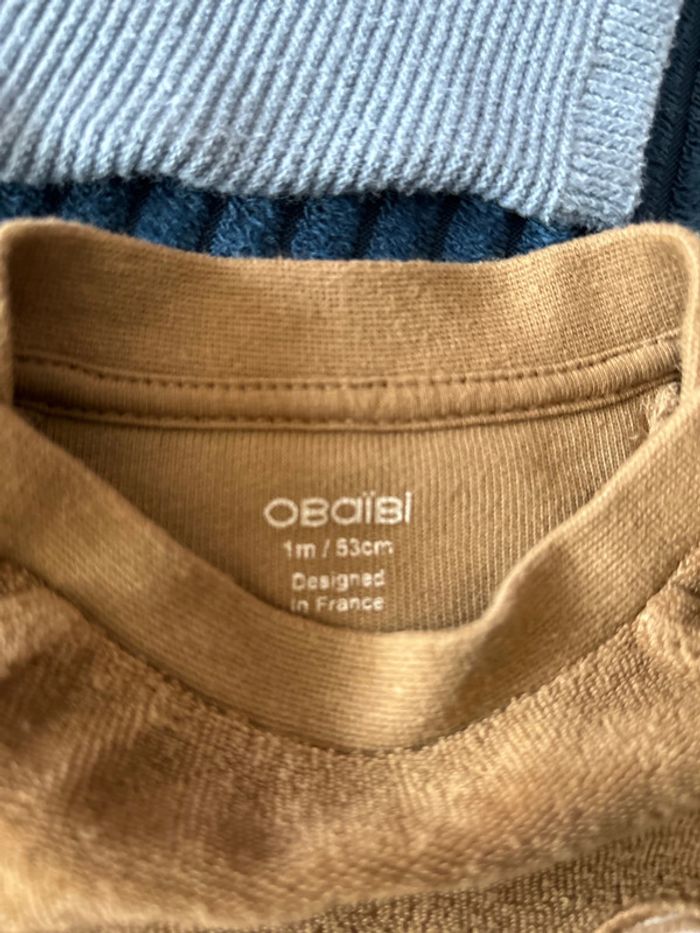 OBaïBi
1m / 53cm
Designed
in France